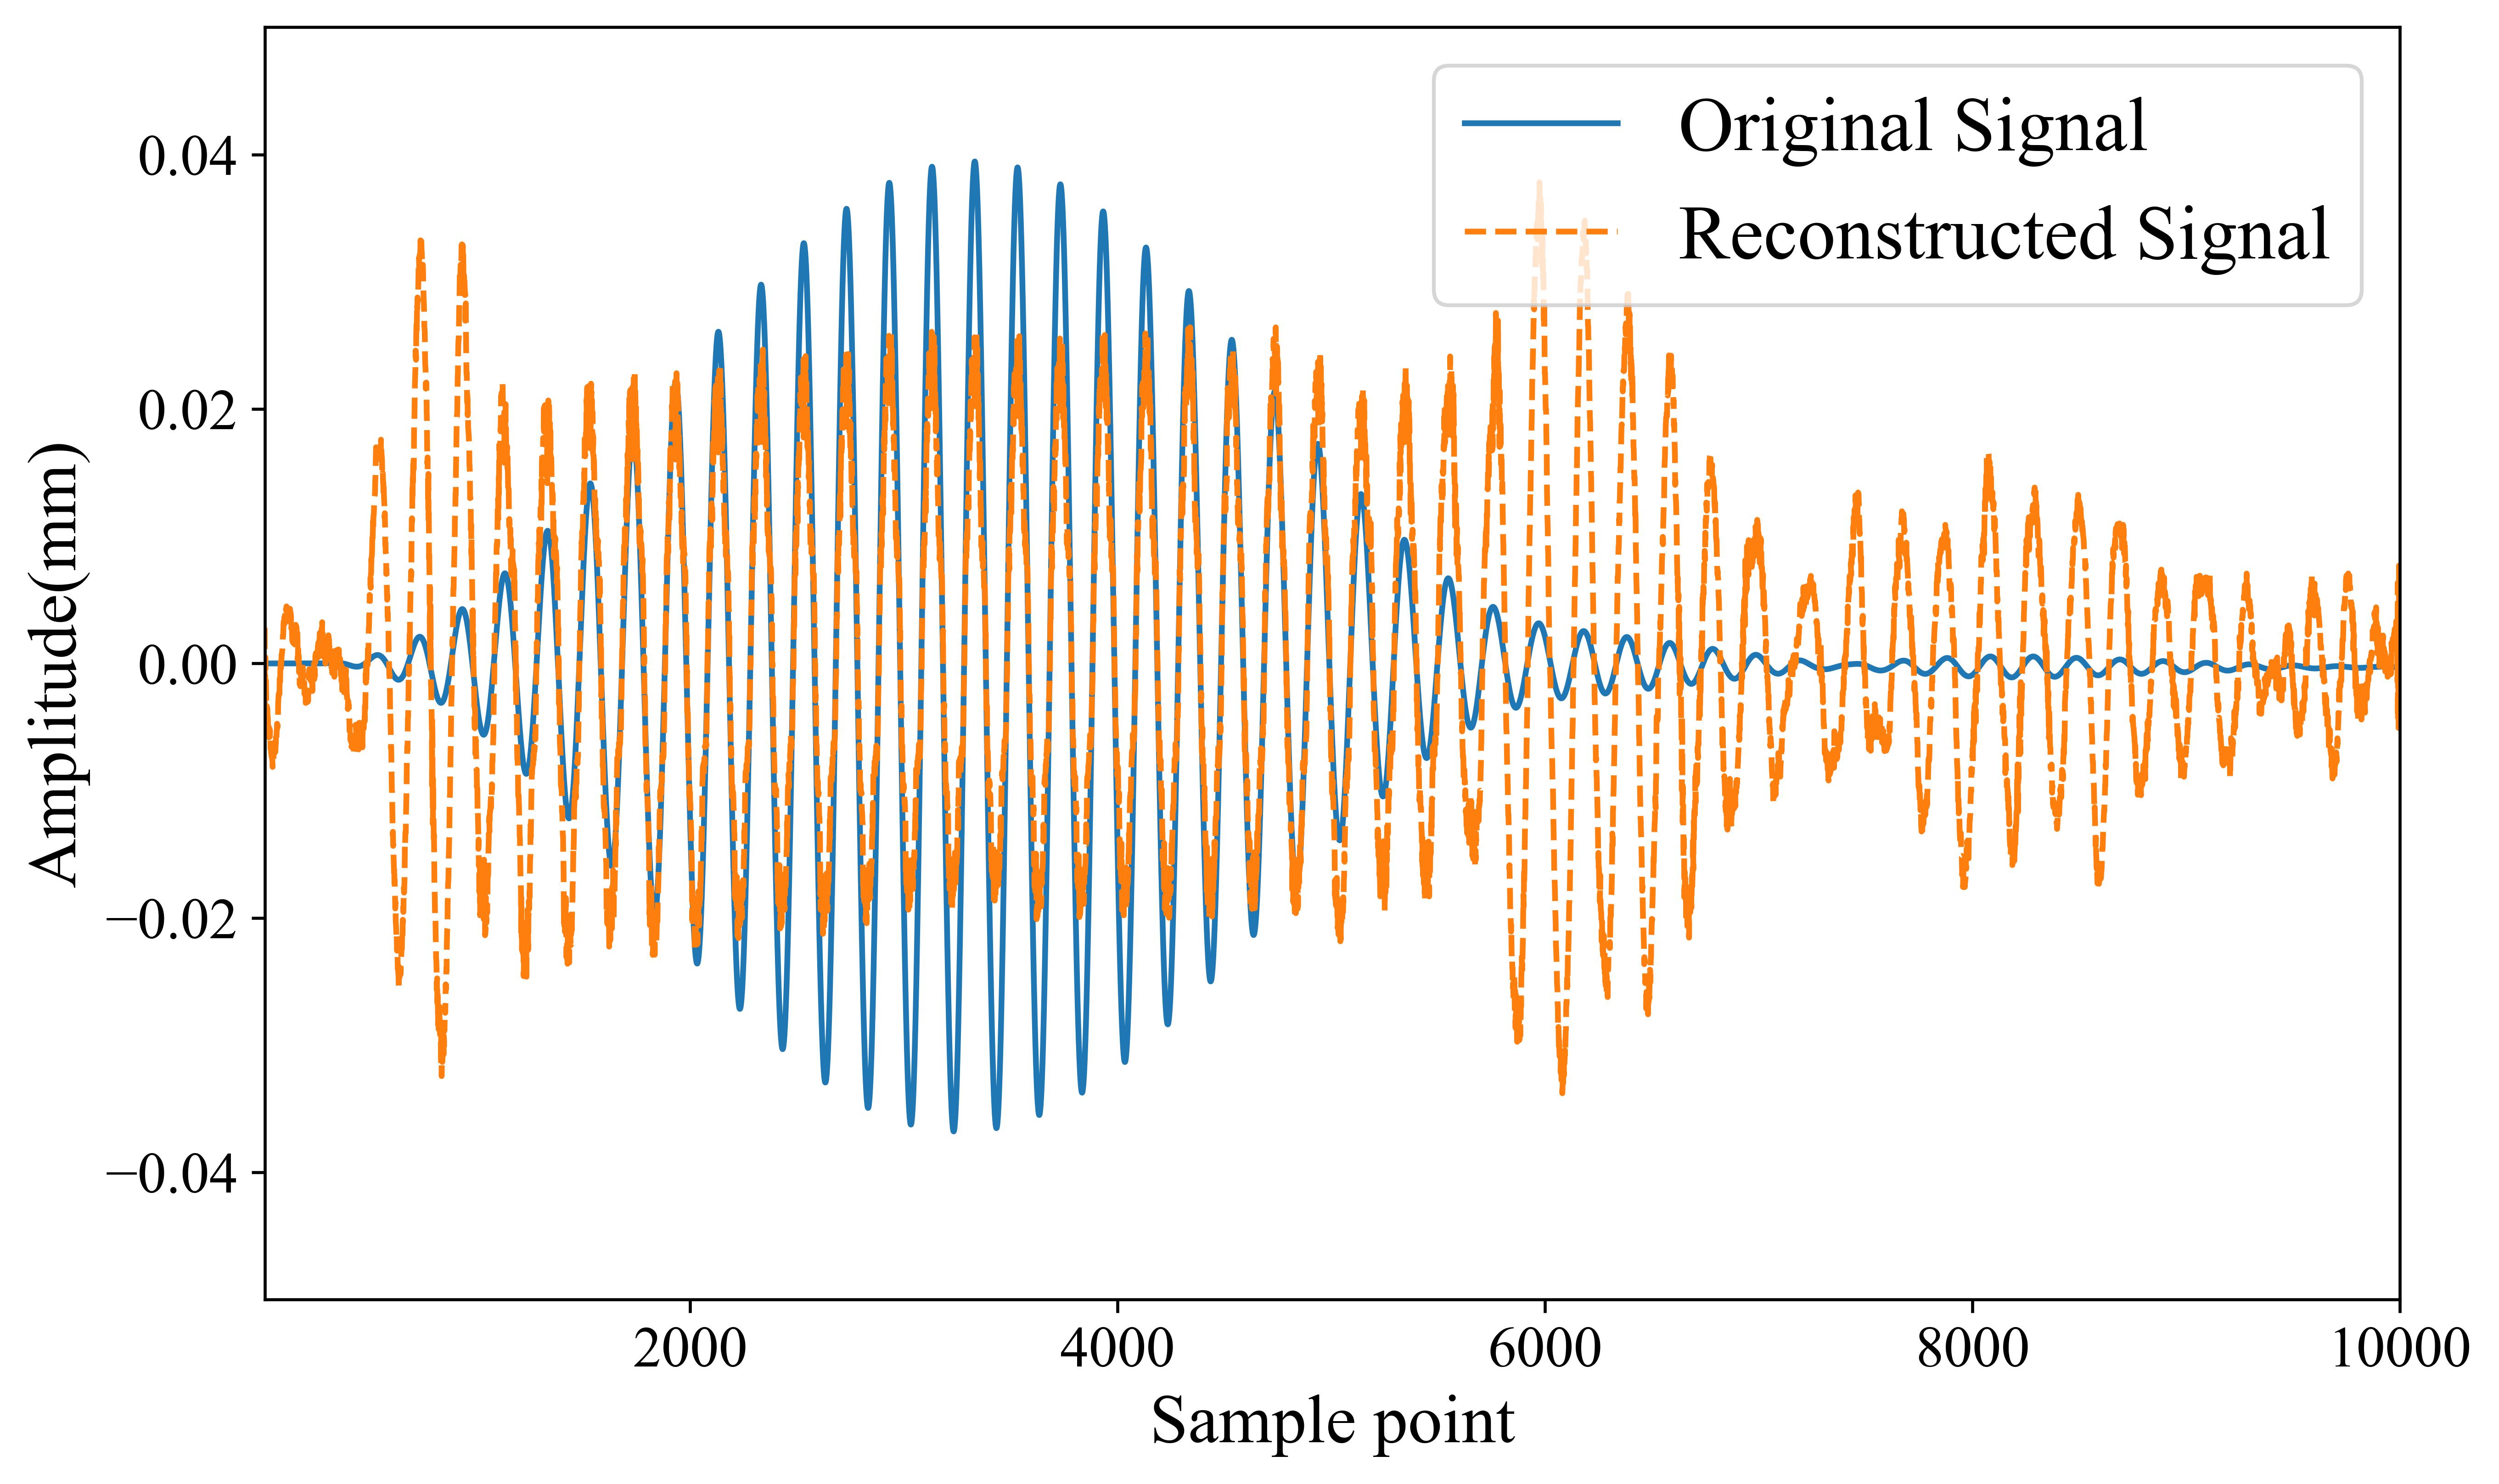 Original Signal
Reconstructed Signal
Amplitude(mm)
0.04
0.02
0.00
−0.02
−0.04
2000 4000 6000 8000 10000
Sample point